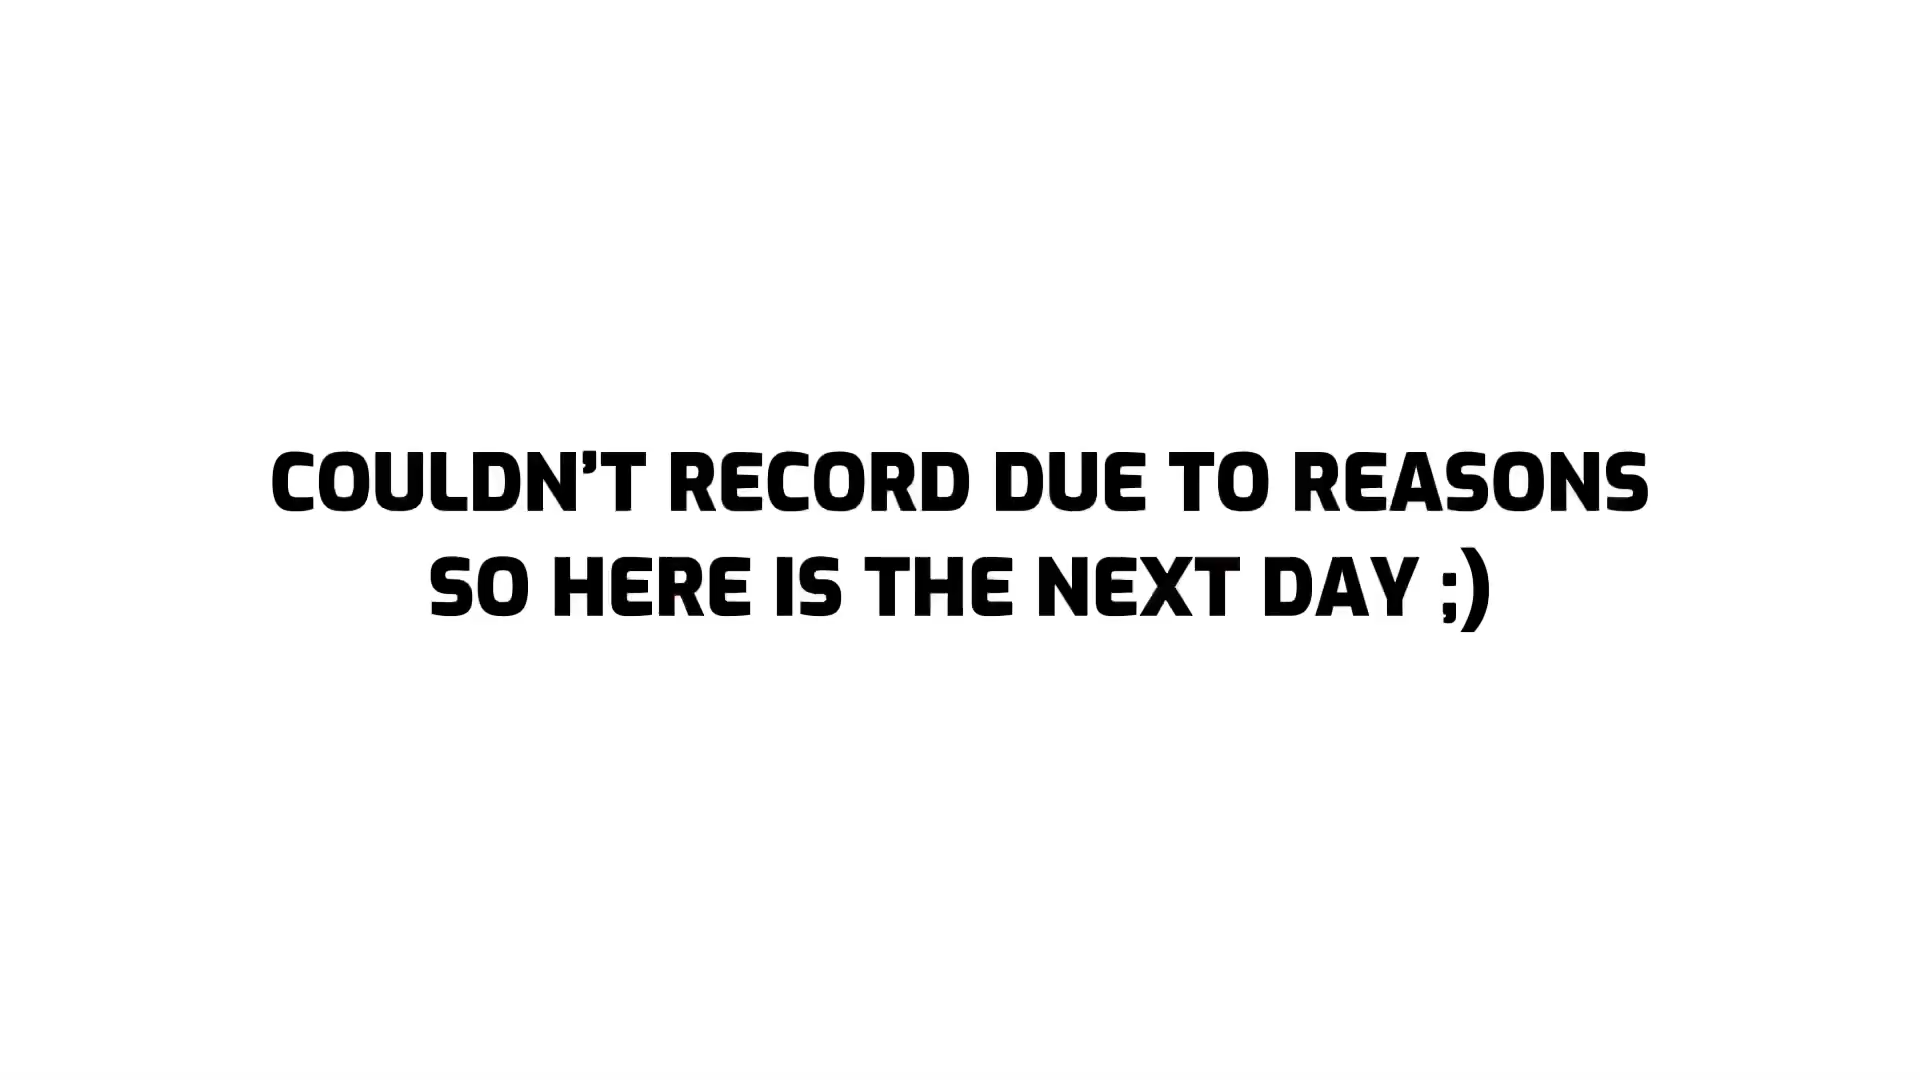 COULDN’T RECORD DUE TO REASONS
SO HERE IS THE NEXT DAY ;)